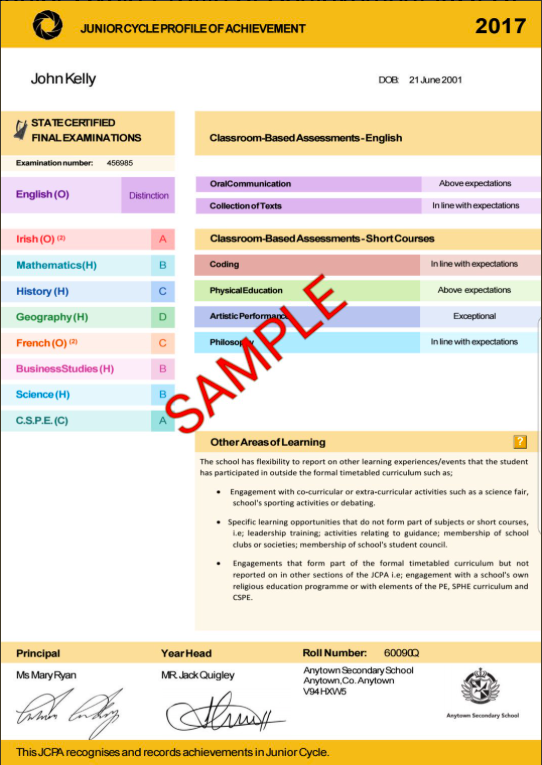 JUNIOR CYCLE PROFILE OF ACHIEVEMENT 2017
John Kelly
DOB: 21 June 2001
STATE CERTIFIED
FINAL EXAMINATIONS
Examination number: 456985
English (O) Distinction
Irish (O) (2) A
Mathematics (H) B
History (H) C
Geography (H) D
French (O) (2) C
Business Studies (H) B
Science (H) B
C.S.P.E. (C) A
Classroom-Based Assessments - English
Oral Communication Above expectations
Collection of Texts In line with expectations
Classroom-Based Assessments - Short Courses
Coding In line with expectations
Physical Education Above expectations
Artistic Performance Exceptional
Philosophy In line with expectations
SAMPLE
Other Areas of Learning ?
The school has flexibility to report on other learning experiences/events that the student
has participated in outside the formal timetabled curriculum such as;
• Engagement with co-curricular or extra-curricular activities such as a science fair,
school's sporting activities or debating.
• Specific learning opportunities that do not form part of subjects or short courses,
i.e; leadership training; activities relating to guidance; membership of school
clubs or societies; membership of school's student council.
• Engagements that form part of the formal timetabled curriculum but not
reported on in other sections of the JCPA i.e; engagement with a school's own
religious education programme or with elements of the PE, SPHE curriculum and
CSPE.
Principal
Ms Mary Ryan
Year Head
MR. Jack Quigley
Roll Number: 60090Q
Anytown Secondary School
Anytown, Co. Anytown
V94 HXW5
Anytown Secondary School
This JCPA recognises and records achievements in Junior Cycle.